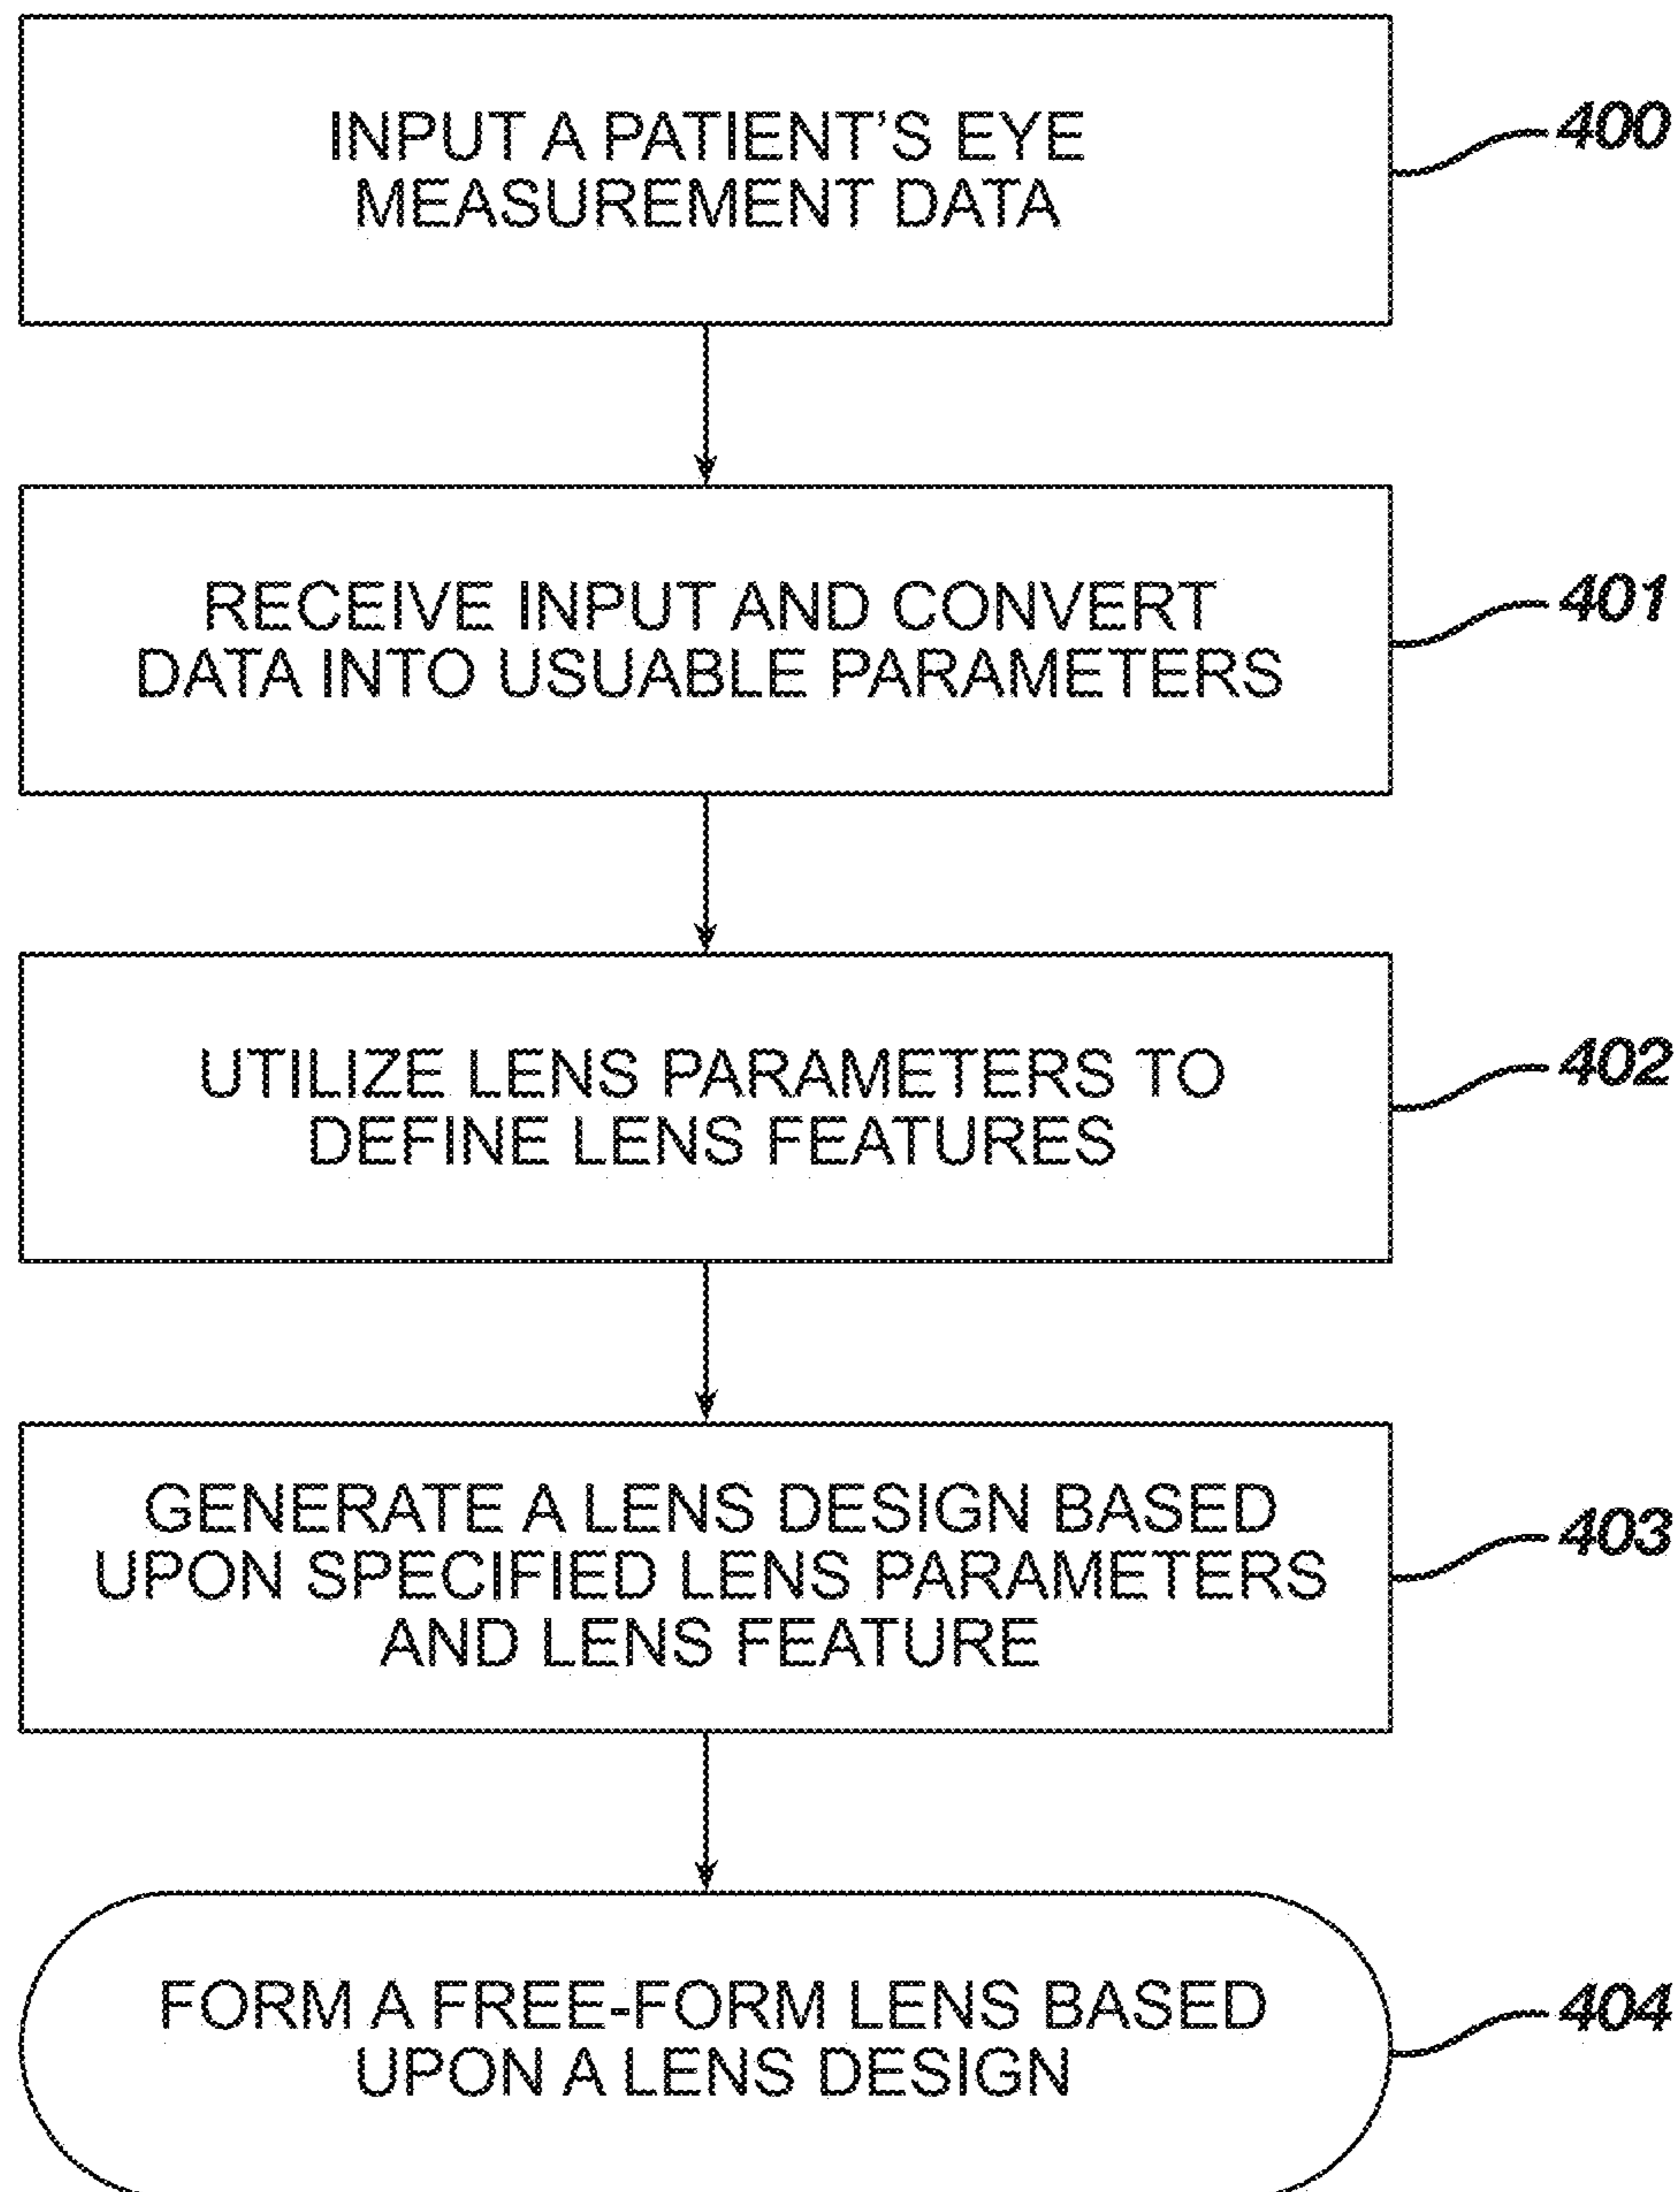 INPUT A PATIENT'S EYE
MEASUREMENT DATA
400
RECEIVE INPUT AND CONVERT
DATA INTO USUABLE PARAMETERS
401
UTILIZE LENS PARAMETERS TO
DEFINE LENS FEATURES
402
GENERATE A LENS DESIGN BASED
UPON SPECIFIED LENS PARAMETERS
AND LENS FEATURE
403
FORM A FREE-FORM LENS BASED
UPON A LENS DESIGN
404